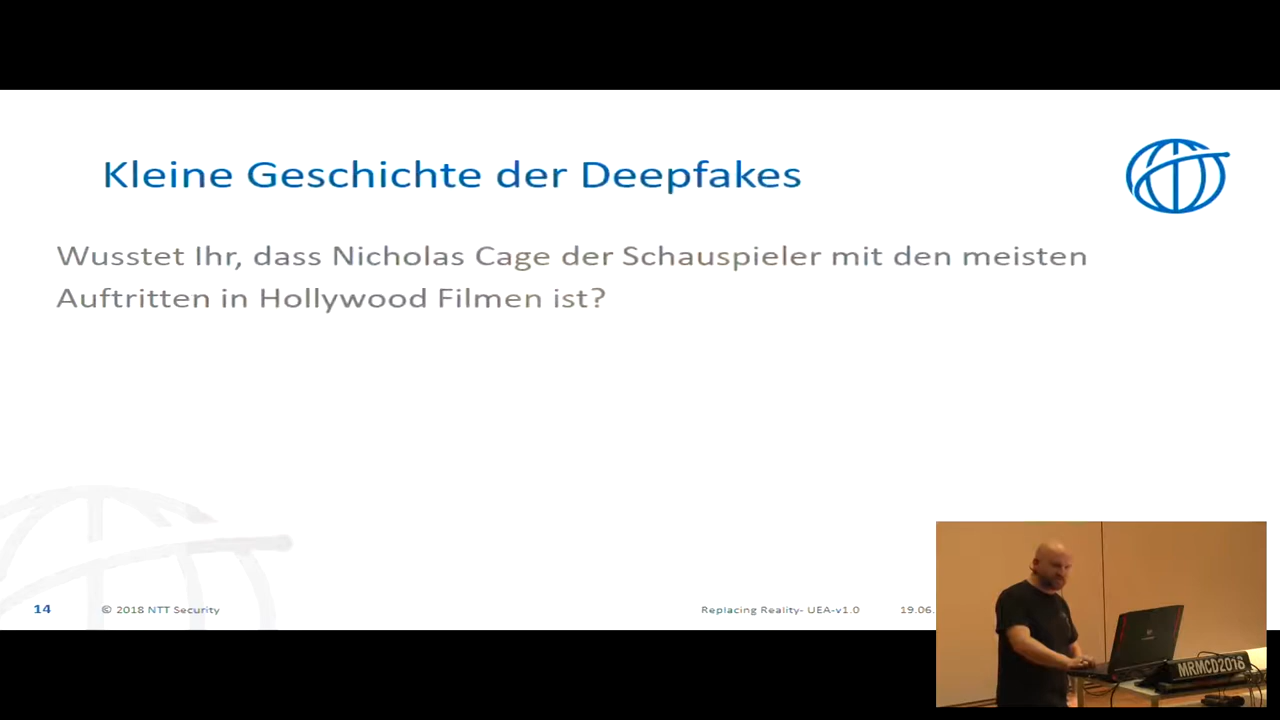 Kleine Geschichte der Deepfakes
Wusstet Ihr, dass Nicholas Cage der Schauspieler mit den meisten
Auftritten in Hollywood Filmen ist?
14 © 2018 NTT Security Replacing Reality- UEA-v1.0 19.06.
MRMCD2018